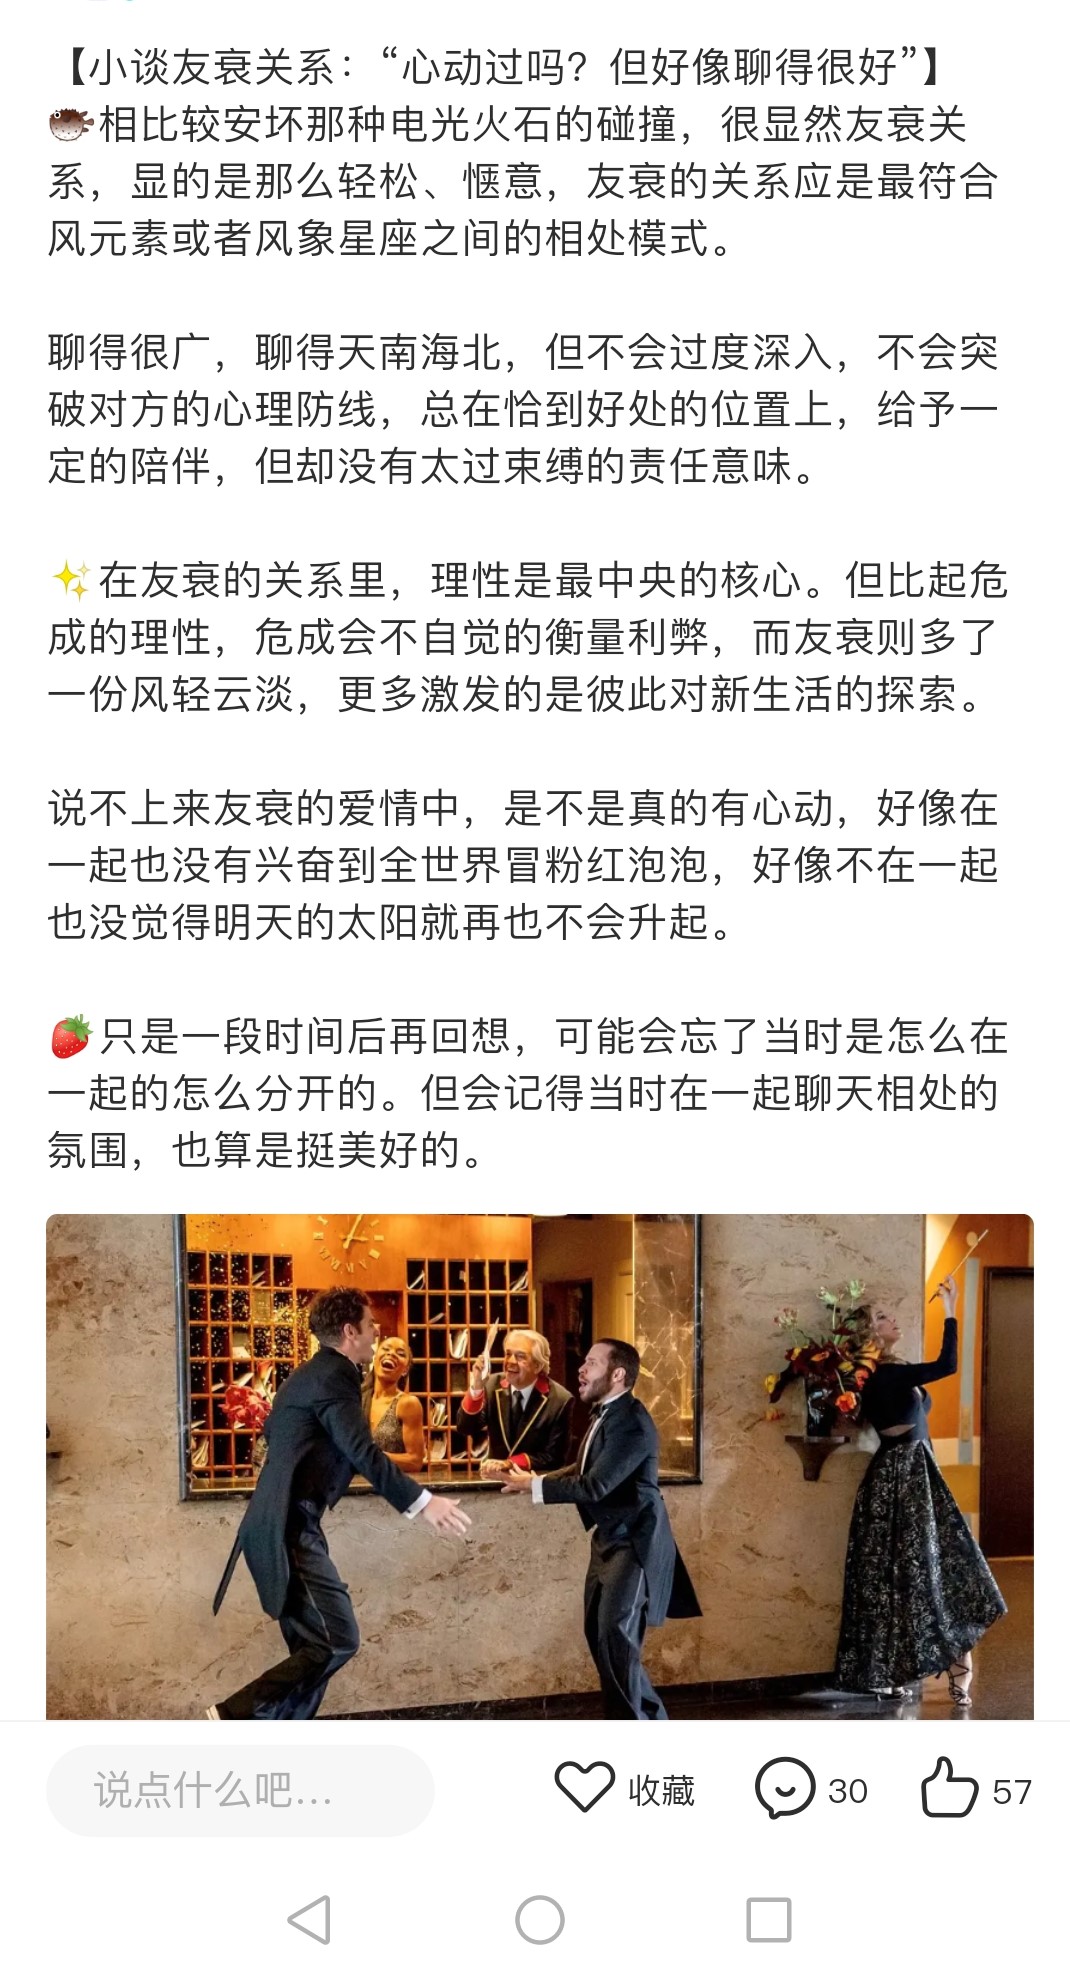 【小谈友衰关系：“心动过吗？但好像聊得很好”】
🐡相比较安坏那种电光火石的碰撞，很显然友衰关
系，显的是那么轻松、惬意，友衰的关系应是最符合
风元素或者风象星座之间的相处模式。
聊得很广，聊得天南海北，但不会过度深入，不会突
破对方的心理防线，总在恰到好处的位置上，给予一
定的陪伴，但却没有太过束缚的责任意味。
✨在友衰的关系里，理性是最中央的核心。但比起危
成的理性，危成会不自觉的衡量利弊，而友衰则多了
一份风轻云淡，更多激发的是彼此对新生活的探索。
说不上来友衰的爱情中，是不是真的有心动，好像在
一起也没有兴奋到全世界冒粉红泡泡，好像不在一起
也没觉得明天的太阳就再也不会升起。
🍓只是一段时间后再回想，可能会忘了当时是怎么在
一起的怎么分开的。但会记得当时在一起聊天相处的
氛围，也算是挺美好的。
说点什么吧... 收藏 30 57